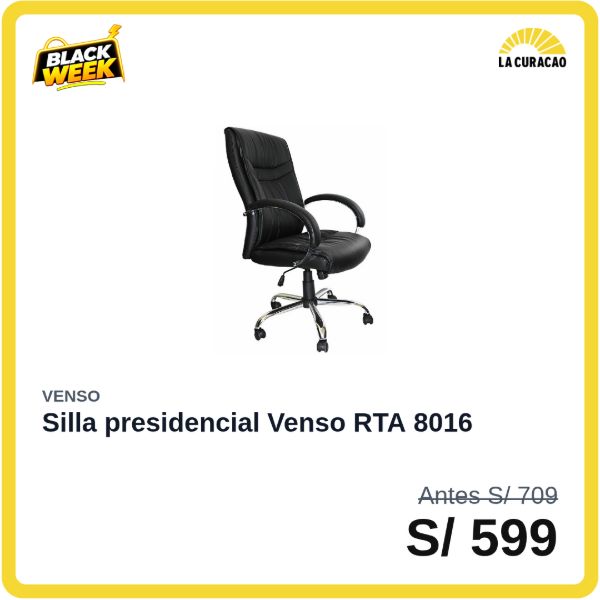 BLACK
WEEK
LA CURACAO
VENSO
Silla presidencial Venso RTA 8016
Antes S/ 709
S/ 599